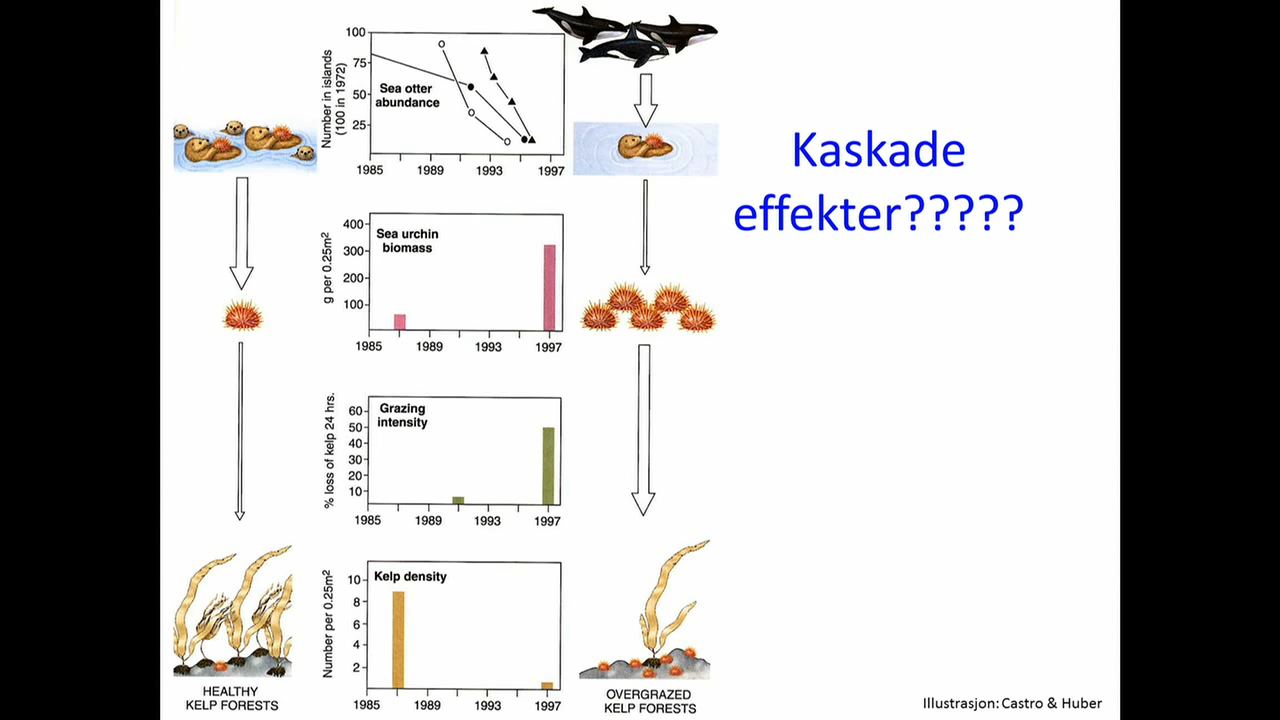 Kaskade
effekter?????
Number in islands
(100 in 1972)
100
75
50
25
Sea otter
abundance
1985 1989 1993 1997
g per 0.25m²
400
300
200
100
Sea urchin
biomass
1985 1989 1993 1997
% loss of kelp 24 hrs.
60
50
40
30
20
10
Grazing
intensity
1985 1989 1993 1997
Number per 0.25m²
10
8
6
4
2
Kelp density
1985 1989 1993 1997
HEALTHY
KELP FORESTS
OVERGRAZED
KELP FORESTS
Illustrasjon: Castro & Huber